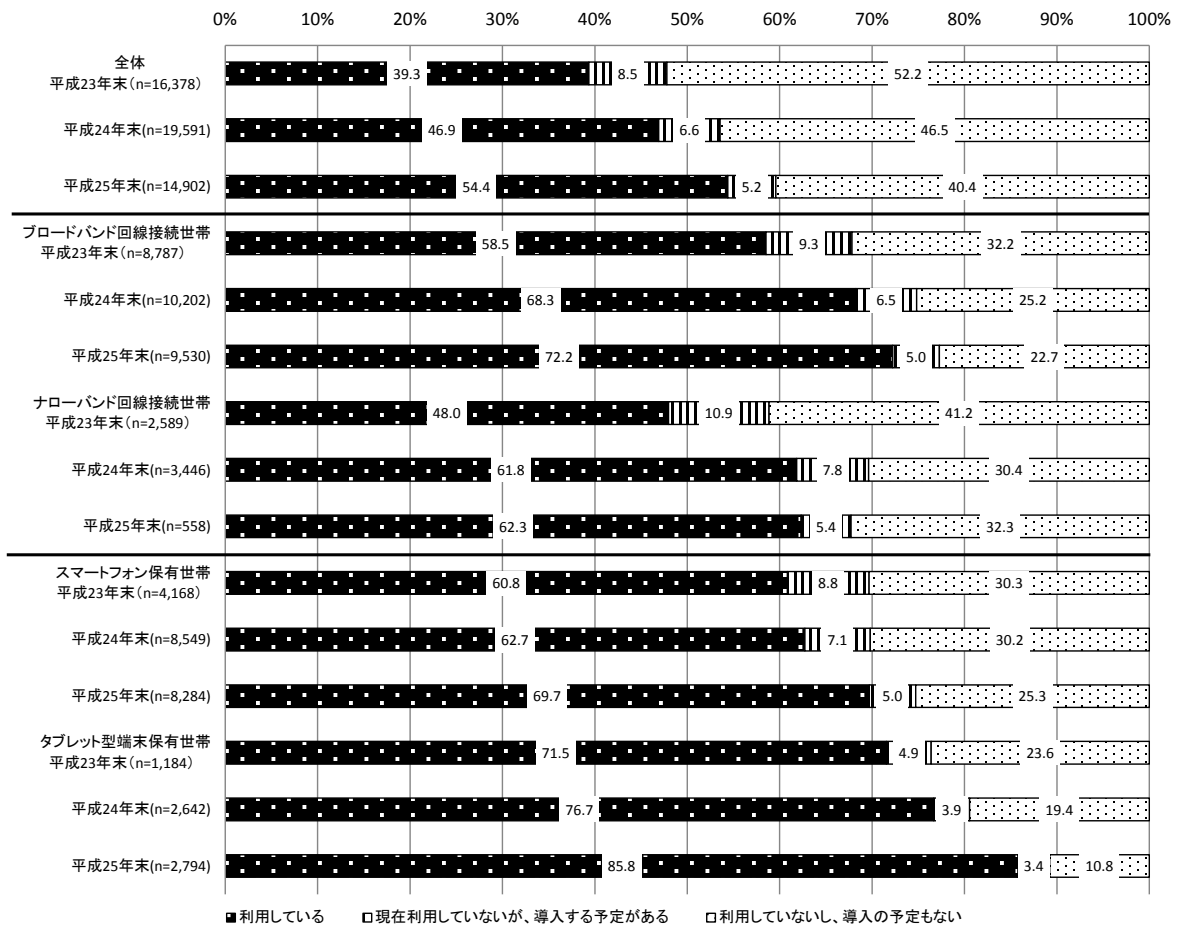 0% 10% 20% 30% 40% 50% 60% 70% 80% 90% 100%
全体
平成23年末(n=16,378) 39.3 8.5 52.2
平成24年末(n=19,591) 46.9 6.6 46.5
平成25年末(n=14,902) 54.4 5.2 40.4
ブロードバンド回線接続世帯
平成23年末(n=8,787) 58.5 9.3 32.2
平成24年末(n=10,202) 68.3 6.5 25.2
平成25年末(n=9,530) 72.2 5.0 22.7
ナローバンド回線接続世帯
平成23年末(n=2,589) 48.0 10.9 41.2
平成24年末(n=3,446) 61.8 7.8 30.4
平成25年末(n=558) 62.3 5.4 32.3
スマートフォン保有世帯
平成23年末(n=4,168) 60.8 8.8 30.3
平成24年末(n=8,549) 62.7 7.1 30.2
平成25年末(n=8,284) 69.7 5.0 25.3
タブレット型端末保有世帯
平成23年末(n=1,184) 71.5 4.9 23.6
平成24年末(n=2,642) 76.7 3.9 19.4
平成25年末(n=2,794) 85.8 3.4 10.8
利用している 現在利用していないが、導入する予定がある 利用していないし、導入の予定もない